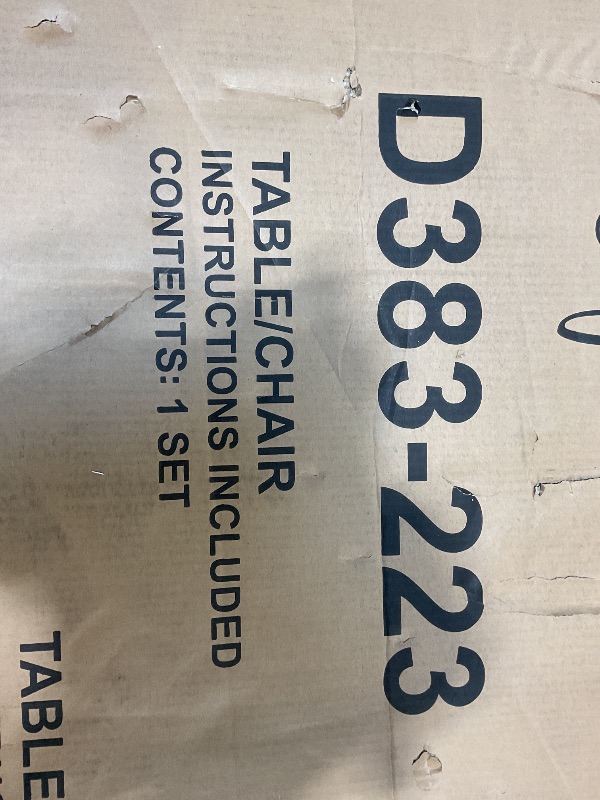 D383-223
TABLE/CHAIR
INSTRUCTIONS INCLUDED
CONTENTS: 1 SET
TABLE